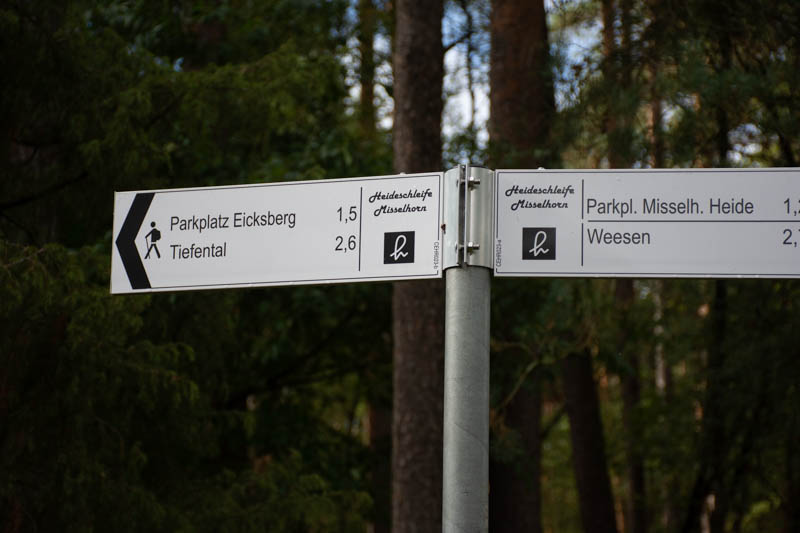 Parkplatz Eicksberg 1,5
Tiefental 2,6
Heideschleife
Misselhorn
h
Heideschleife
Misselhorn
h
Parkpl. Misselh. Heide
Weesen